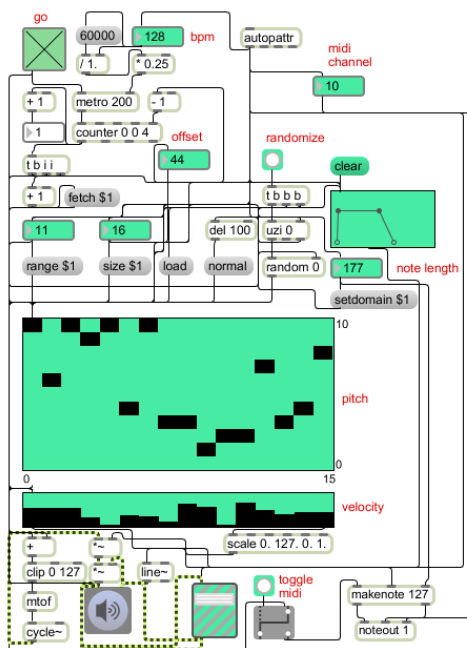 go
60000
128
bpm
autopattr
/ 1.
* 0.25
midi
channel
+ 1
metro 200
- 1
10
1
counter 0 0 4
offset
randomize
t b i i
44
clear
+ 1
fetch $1
t b b b
11
16
del 100
uzi 0
range $1
size $1
load
normal
random 0
177
note length
setdomain $1
10
pitch
0
0
15
velocity
+
*~
scale 0. 127. 0. 1.
clip 0 127
*~
line~
toggle
midi
makenote 127
mtof
cycle~
noteout 1